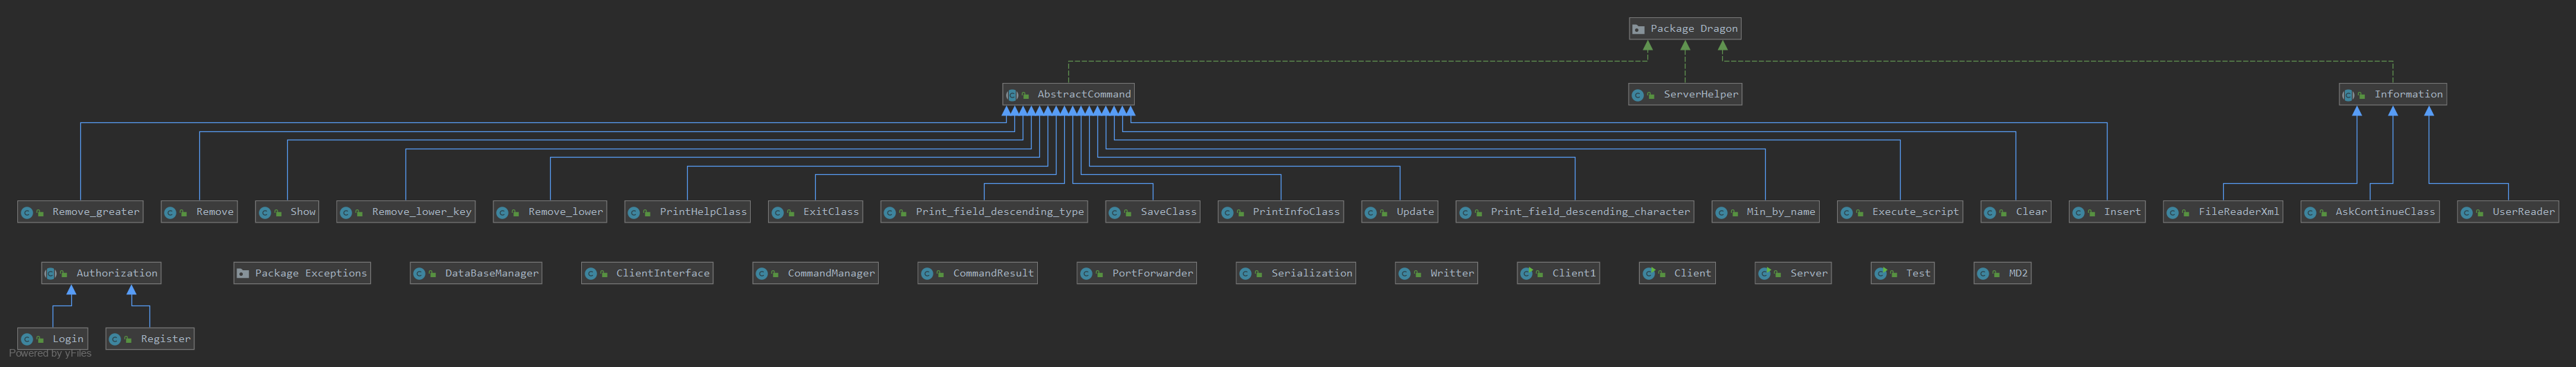 Package Dragon
AbstractCommand
ServerHelper
Information
Remove_greater
Remove
Show
Remove_lower_key
Remove_lower
PrintHelpClass
ExitClass
Print_field_descending_type
SaveClass
PrintInfoClass
Update
Print_field_descending_character
Min_by_name
Execute_script
Clear
Insert
FileReaderXml
AskContinueClass
UserReader
Authorization
Package Exceptions
DataBaseManager
ClientInterface
CommandManager
CommandResult
PortForwarder
Serialization
Writter
Client1
Client
Server
Test
MD2
Login
Register
Powered by yFiles